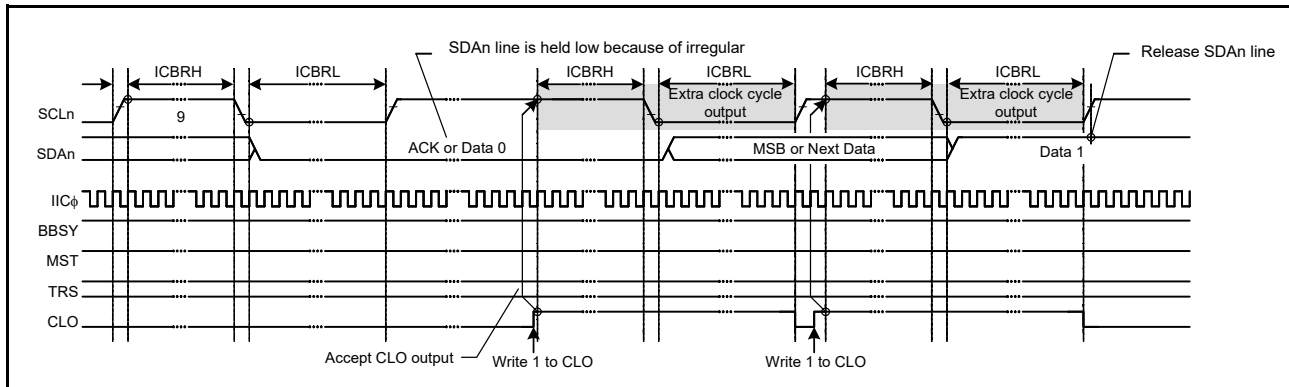 SDAn line is held low because of irregular
Release SDAn line
ICBRH ICBRL ICBRH ICBRL ICBRH ICBRL
Extra clock cycle output
Extra clock cycle output
SCLn
9
SDAn
ACK or Data 0
MSB or Next Data
Data 1
IICφ
BBSY
MST
TRS
CLO
Accept CLO output
Write 1 to CLO
Write 1 to CLO